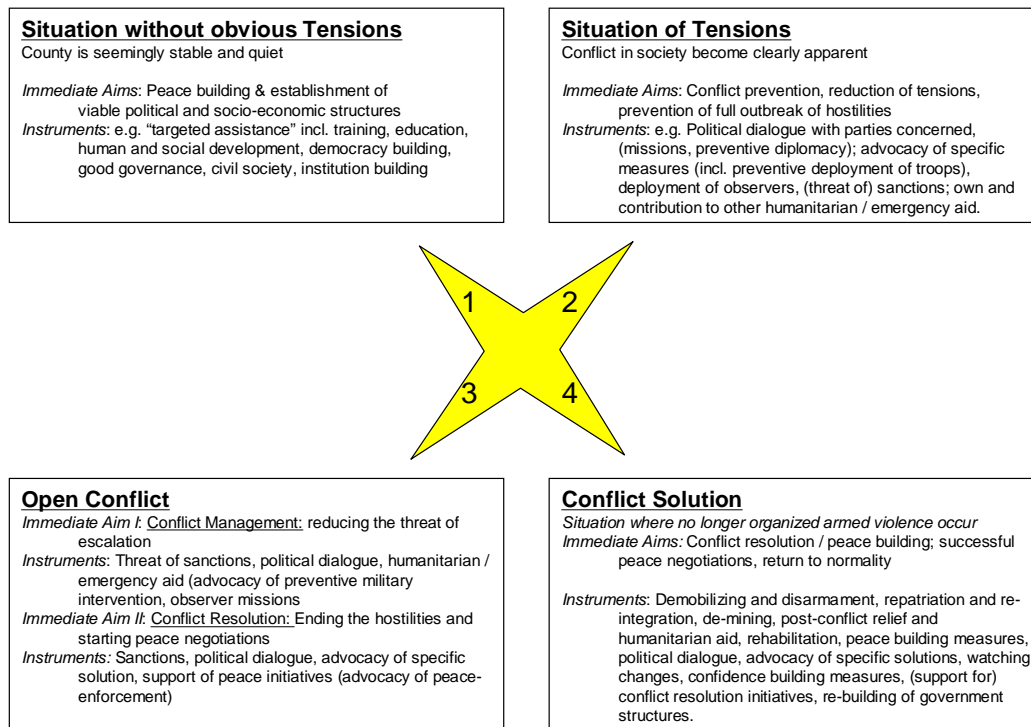 Situation without obvious Tensions
County is seemingly stable and quiet
Immediate Aims: Peace building & establishment of
viable political and socio-economic structures
Instruments: e.g. “targeted assistance” incl. training, education,
human and social development, democracy building,
good governance, civil society, institution building
Situation of Tensions
Conflict in society become clearly apparent
Immediate Aims: Conflict prevention, reduction of tensions,
prevention of full outbreak of hostilities
Instruments: e.g. Political dialogue with parties concerned,
(missions, preventive diplomacy); advocacy of specific
measures (incl. preventive deployment of troops),
deployment of observers, (threat of) sanctions; own and
contribution to other humanitarian / emergency aid.
1
2
3
4
Open Conflict
Immediate Aim I: Conflict Management: reducing the threat of
escalation
Instruments: Threat of sanctions, political dialogue, humanitarian /
emergency aid (advocacy of preventive military
intervention, observer missions
Immediate Aim II: Conflict Resolution: Ending the hostilities and
starting peace negotiations
Instruments: Sanctions, political dialogue, advocacy of specific
solution, support of peace initiatives (advocacy of peace-
enforcement)
Conflict Solution
Situation where no longer organized armed violence occur
Immediate Aims: Conflict resolution / peace building; successful
peace negotiations, return to normality
Instruments: Demobilizing and disarmament, repatriation and re-
integration, de-mining, post-conflict relief and
humanitarian aid, rehabilitation, peace building measures,
political dialogue, advocacy of specific solutions, watching
changes, confidence building measures, (support for)
conflict resolution initiatives, re-building of government
structures.